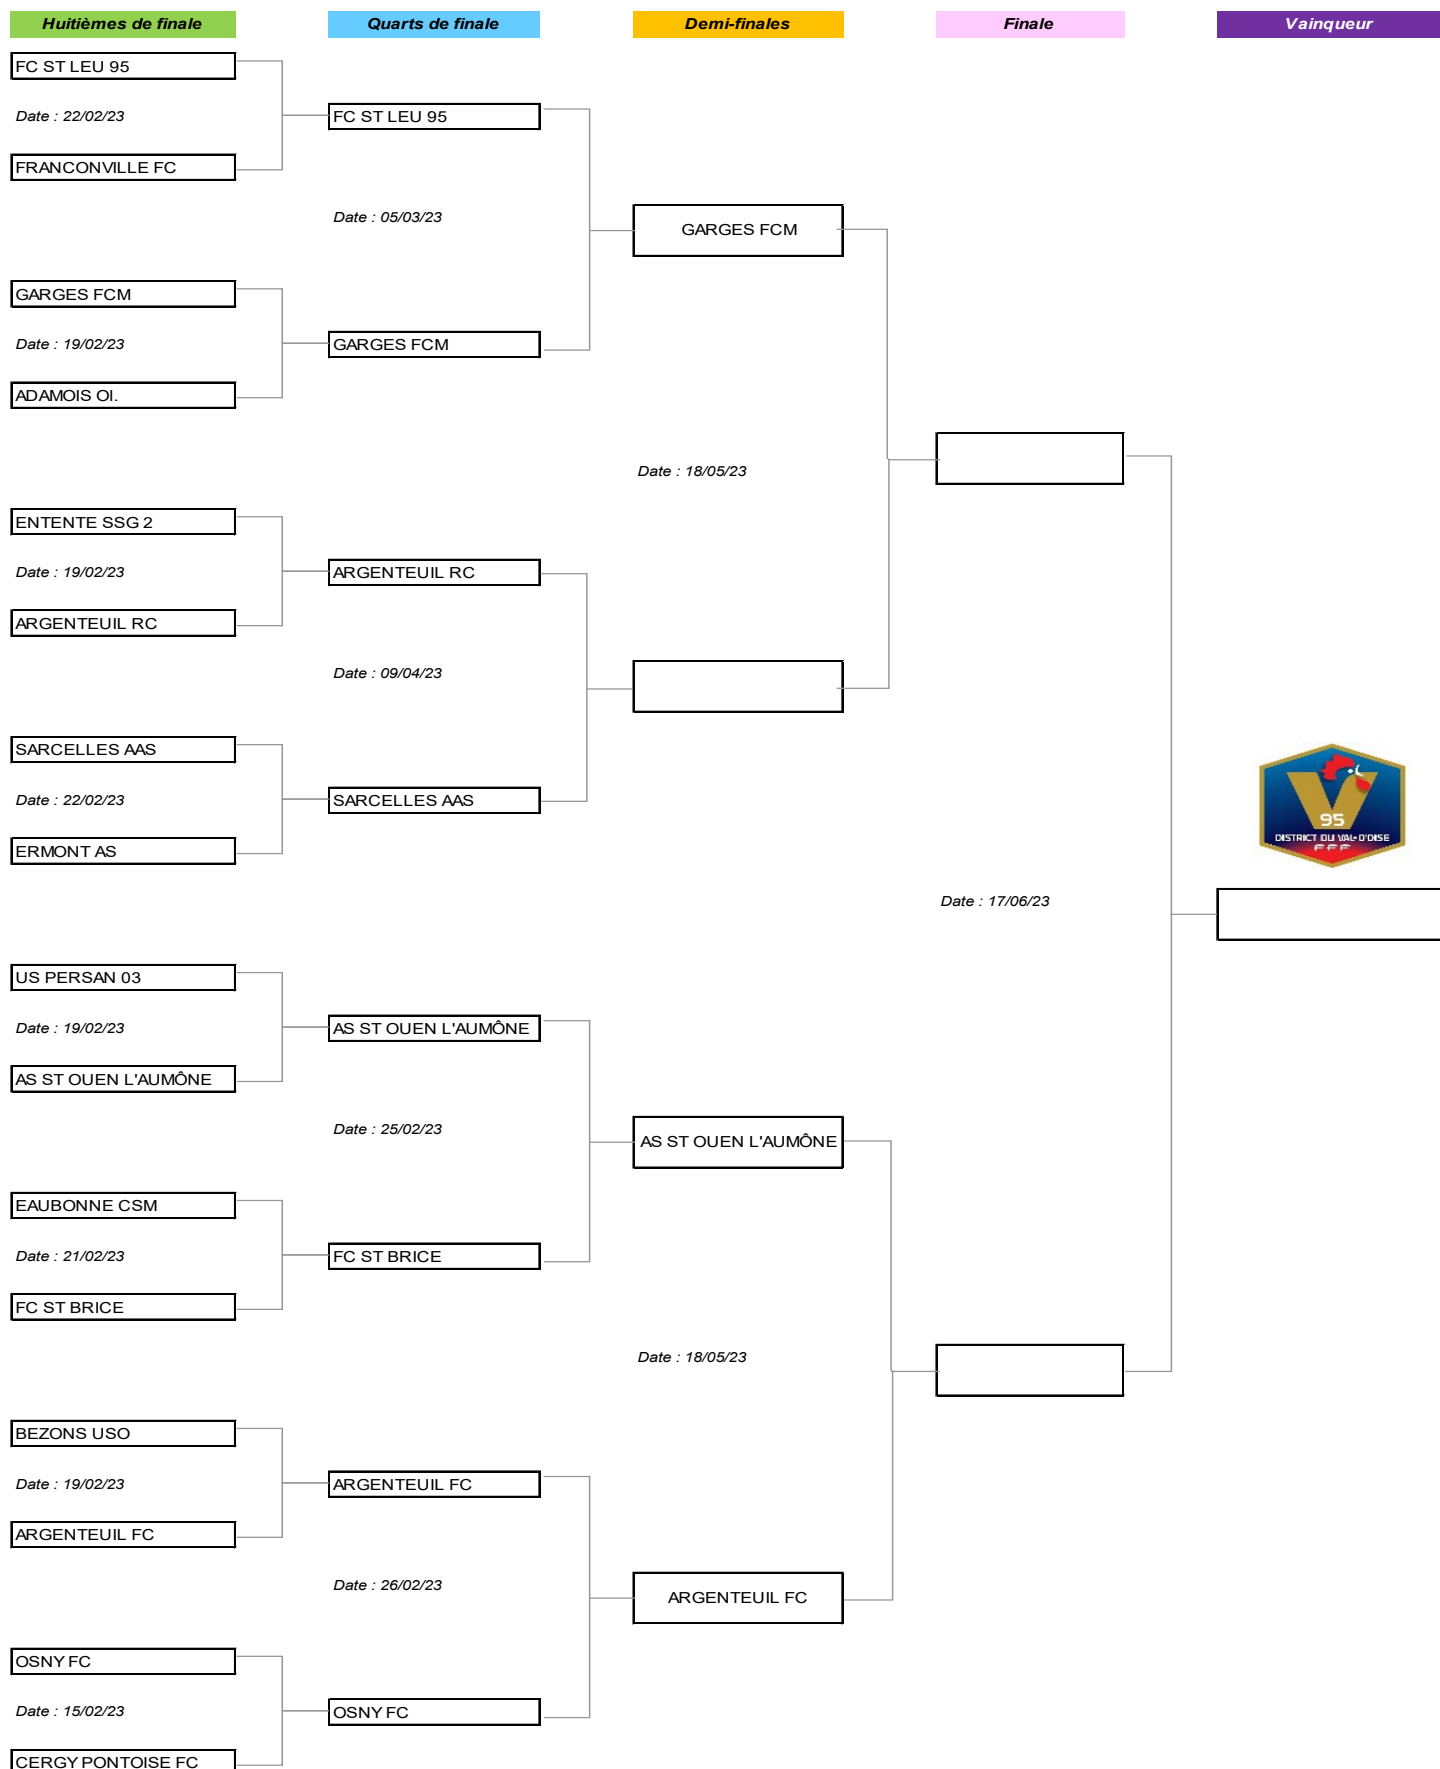 Huitièmes de finale
Quarts de finale
Demi-finales
Finale
Vainqueur
FC ST LEU 95
Date : 22/02/23
FC ST LEU 95
FRANCONVILLE FC
Date : 05/03/23
GARGES FCM
GARGES FCM
Date : 19/02/23
GARGES FCM
ADAMOIS Ol.
Date : 18/05/23
ENTENTE SSG 2
Date : 19/02/23
ARGENTEUIL RC
ARGENTEUIL RC
Date : 09/04/23
SARCELLES AAS
Date : 22/02/23
SARCELLES AAS
ERMONT AS
95
DISTRICT DU VAL-D'OISE
FFF
Date : 17/06/23
US PERSAN 03
Date : 19/02/23
AS ST OUEN L'AUMÔNE
AS ST OUEN L'AUMÔNE
Date : 25/02/23
AS ST OUEN L'AUMÔNE
EAUBONNE CSM
Date : 21/02/23
FC ST BRICE
FC ST BRICE
Date : 18/05/23
BEZONS USO
Date : 19/02/23
ARGENTEUIL FC
ARGENTEUIL FC
Date : 26/02/23
ARGENTEUIL FC
OSNY FC
Date : 15/02/23
OSNY FC
CERGY PONTOISE FC